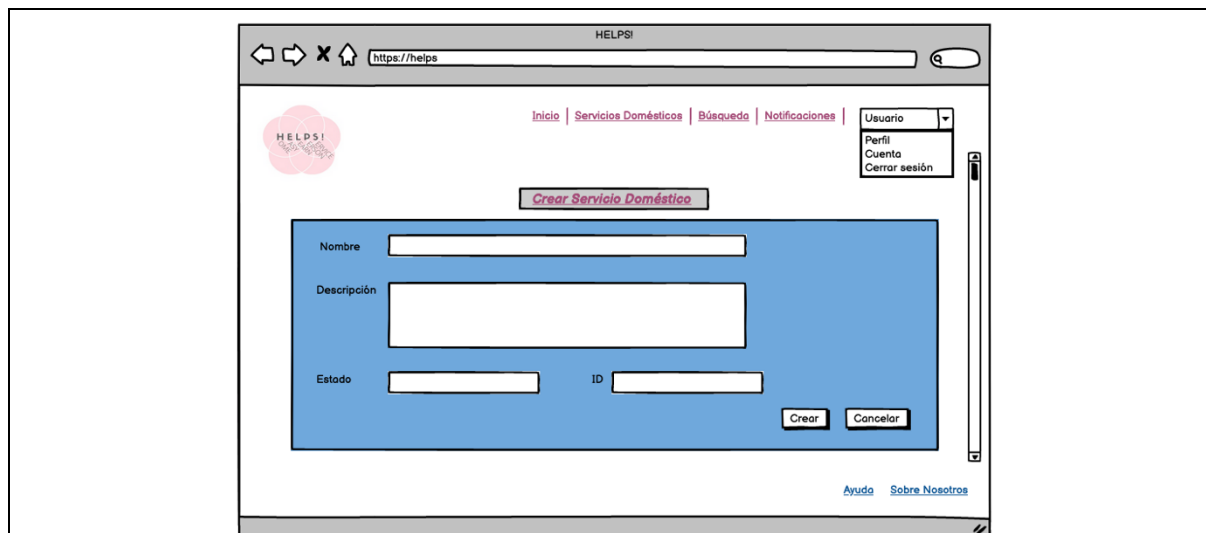 HELPS!
https://helps
HELPS!
Inicio Servicios Domésticos Búsqueda Notificaciones
Usuario
Perfil
Cuenta
Cerrar sesión
Crear Servicio Doméstico
Nombre
Descripción
Estado ID
Crear Cancelar
Ayuda Sobre Nosotros